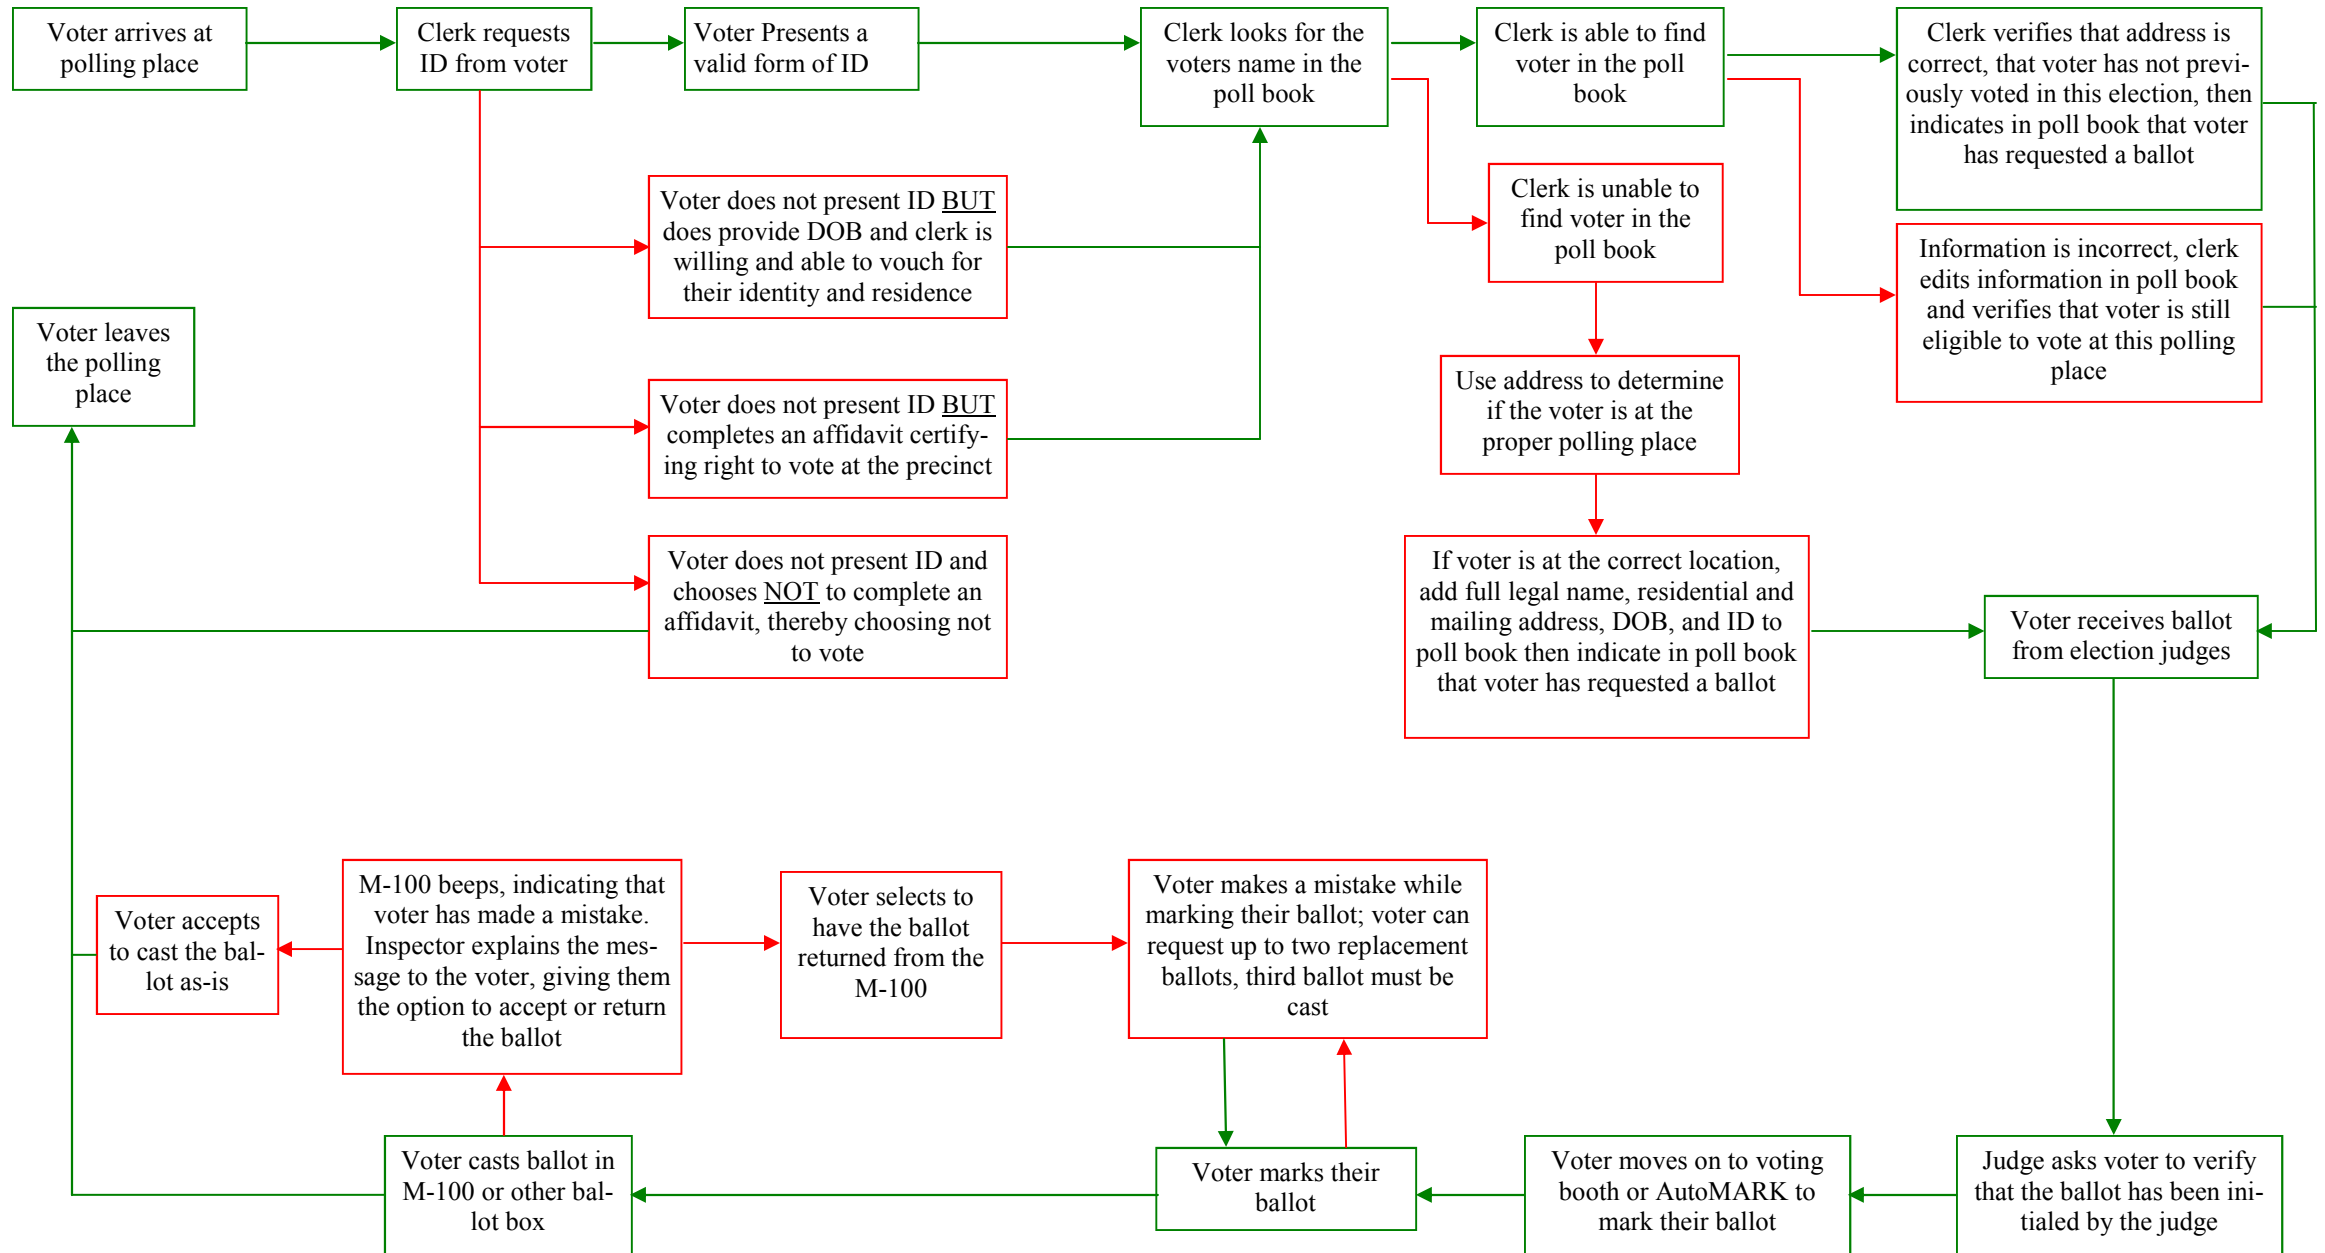 Voter arrives at
polling place
Clerk requests
ID from voter
Voter Presents a
valid form of ID
Clerk looks for the
voters name in the
poll book
Clerk is able to find
voter in the poll
book
Clerk verifies that address is
correct, that voter has not previ-
ously voted in this election, then
indicates in poll book that voter
has requested a ballot
Voter does not present ID BUT
does provide DOB and clerk is
willing and able to vouch for
their identity and residence
Clerk is unable to
find voter in the
poll book
Information is incorrect, clerk
edits information in poll book
and verifies that voter is still
eligible to vote at this polling
place
Voter leaves
the polling
place
Voter does not present ID BUT
completes an affidavit certify-
ing right to vote at the precinct
Use address to determine
if the voter is at the
proper polling place
Voter does not present ID and
chooses NOT to complete an
affidavit, thereby choosing not
to vote
If voter is at the correct location,
add full legal name, residential and
mailing address, DOB, and ID to
poll book then indicate in poll book
that voter has requested a ballot
Voter receives ballot
from election judges
Voter accepts
to cast the bal-
lot as-is
M-100 beeps, indicating that
voter has made a mistake.
Inspector explains the mes-
sage to the voter, giving them
the option to accept or return
the ballot
Voter selects to
have the ballot
returned from the
M-100
Voter makes a mistake while
marking their ballot; voter can
request up to two replacement
ballots, third ballot must be
cast
Voter casts ballot in
M-100 or other bal-
lot box
Voter marks their
ballot
Voter moves on to voting
booth or AutoMARK to
mark their ballot
Judge asks voter to verify
that the ballot has been ini-
tialed by the judge